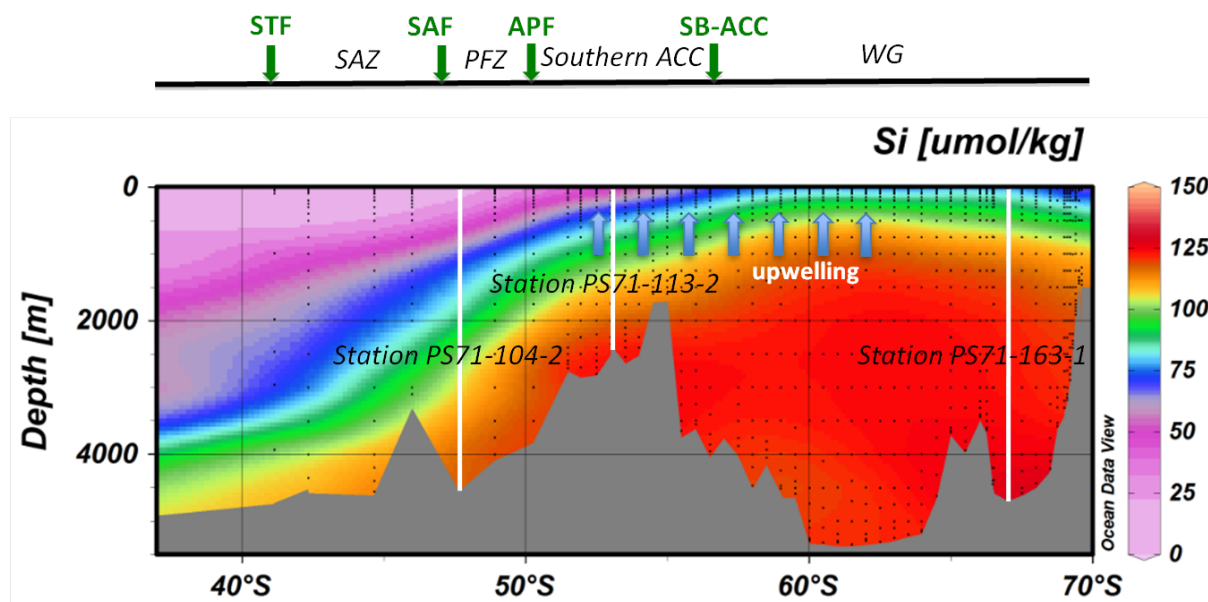 STF SAF APF SB-ACC
SAZ PFZ Southern ACC WG
Si [umol/kg]
Depth [m]
0
2000
4000
upwelling
Station PS71-113-2
Station PS71-104-2
Station PS71-163-1
40°S 50°S 60°S 70°S
Ocean Data View
150
125
100
75
50
25
0